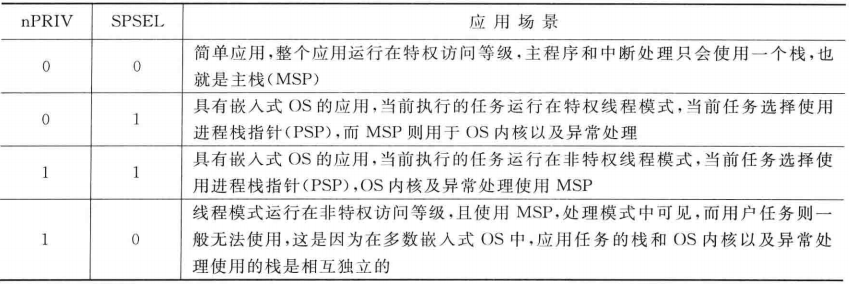 nPRIV SPSEL 应用场景
0 0 简单应用,整个应用运行在特权访问等级,主程序和中断处理只会使用一个栈,也
就是主栈(MSP)
0 1 具有嵌入式 OS 的应用,当前执行的任务运行在特权线程模式,当前任务选择使用
进程栈指针(PSP),而 MSP 则用于 OS 内核以及异常处理
1 1 具有嵌入式 OS 的应用,当前执行的任务运行在非特权线程模式,当前任务选择使
用进程栈指针(PSP),OS 内核及异常处理使用 MSP
1 0 线程模式运行在非特权访问等级,且使用 MSP,处理模式中可见,而用户任务则一
般无法使用,这是因为在多数嵌入式 OS 中,应用任务的栈和 OS 内核以及异常处
理使用的栈是相互独立的